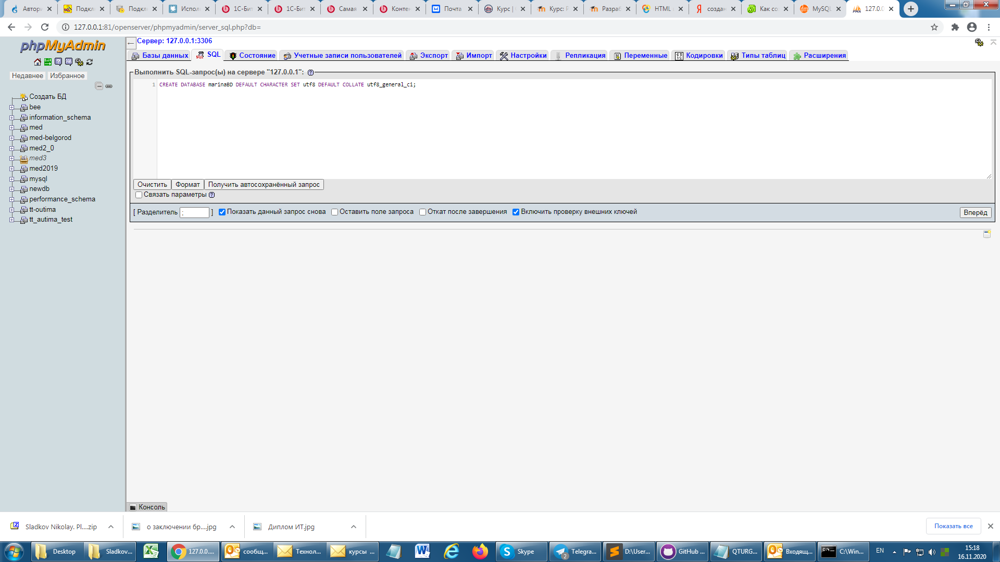 Автори
Подкл
Подкл
Испол
1С-Бит
1С-Бит
Самая
Контен
Почта
Курс |
Курс: Р
Разраб
HTML
создан
Как со
MySQL
127.0.0
127.0.0.1:81/openserver/phpmyadmin/server_sql.php?db=
phpMyAdmin
Недавнее
Избранное
Создать БД
bee
information_schema
med
med-belgorod
med2_0
med3
med2019
mysql
newdb
performance_schema
tt-outima
tt_autima_test
Сервер: 127.0.0.1:3306
Базы данных
SQL
Состояние
Учетные записи пользователей
Экспорт
Импорт
Настройки
Репликация
Переменные
Кодировки
Типы таблиц
Расширения
Выполнить SQL-запрос(ы) на сервере "127.0.0.1":
1 CREATE DATABASE marinaBD DEFAULT CHARACTER SET utf8 DEFAULT COLLATE utf8_general_ci;
Очистить
Формат
Получить автосохранённый запрос
Связать параметры
[ Разделитель ; ]
Показать данный запрос снова
Оставить поле запроса
Откат после завершения
Включить проверку внешних ключей
Вперёд
Консоль
Sladkov Nikolay. Pl....zip
о заключении бр....jpg
Диплом ИТ.jpg
Показать все
Desktop
Sladkov...
127.0.0....
сообщ...
Технол...
курсы ...
Skype
Telegra...
2
D:\User...
GitHub ...
QTURG...
Входящ...
C:\Win...
EN
15:18
16.11.2020